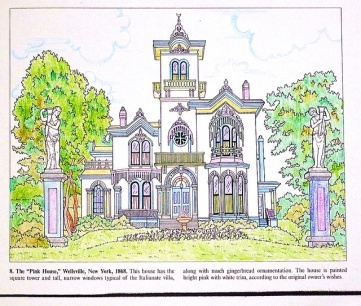 8. The "Pink House," Wellsville, New York, 1868. This house has the
square tower and tall, narrow windows typical of the Italianate villa,
along with much gingerbread ornamentation. The house is painted
bright pink with white trim, according to the original owner's wishes.